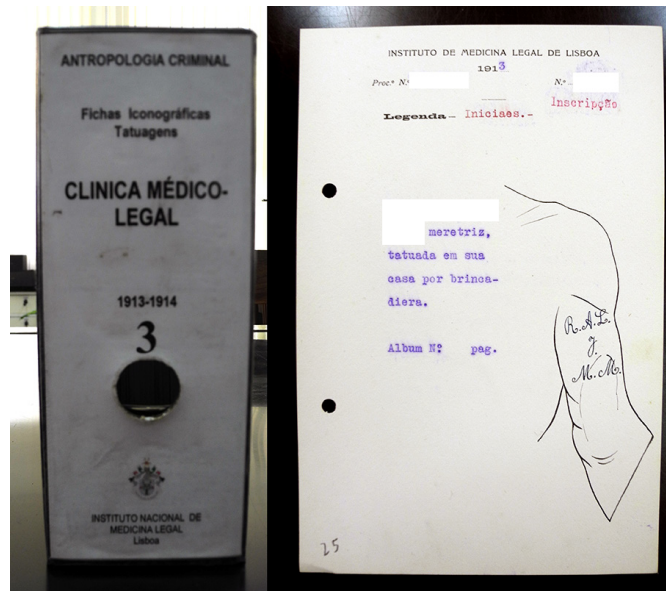 ANTROPOLOGIA CRIMINAL
Fichas Iconográficas
Tatuagens
CLINICA MÉDICO-
LEGAL
1913-1914
3
INSTITUTO NACIONAL DE
MEDICINA LEGAL
Lisboa
INSTITUTO DE MEDICINA LEGAL DE LISBOA
1913
Proc.º N.º
N.º
Inscripção
Legenda — Iniciaes.-
meretriz,
tatuada em sua
casa por brinca-
diera.
Album Nº pag.
R.A.L.
y.
M.M.
25